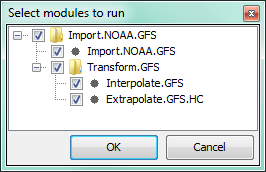 Select modules to run
Import.NOAA.GFS
Import.NOAA.GFS
Transform.GFS
Interpolate.GFS
Extrapolate.GFS.HC
OK Cancel